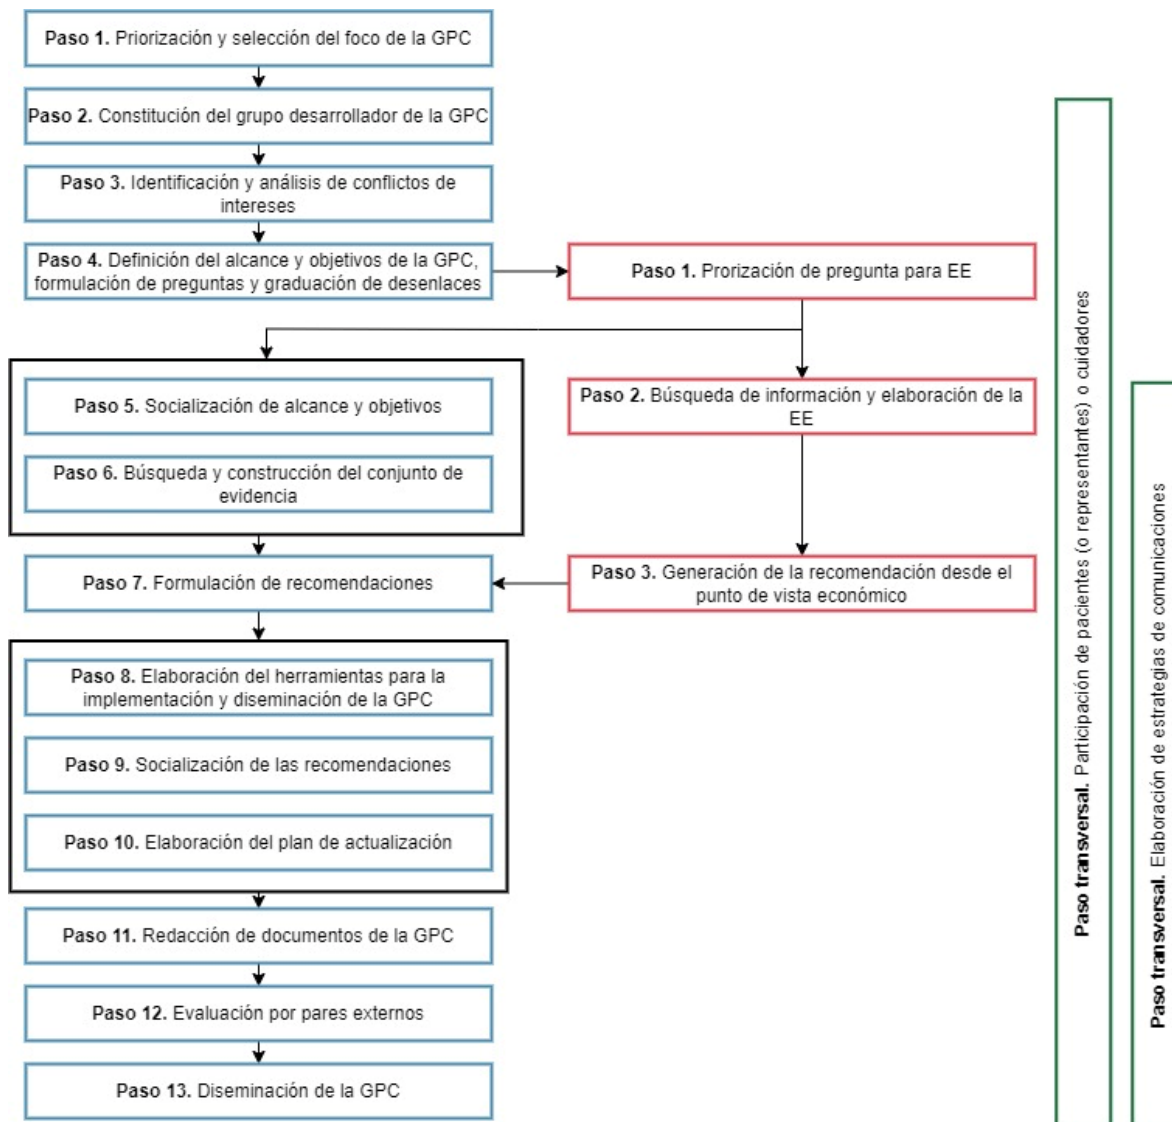 Paso 1. Priorización y selección del foco de la GPC
Paso 2. Constitución del grupo desarrollador de la GPC
Paso 3. Identificación y análisis de conflictos de
intereses
Paso 4. Definición del alcance y objetivos de la GPC,
formulación de preguntas y graduación de desenlaces
Paso 1. Prorización de pregunta para EE
Paso 5. Socialización de alcance y objetivos
Paso 2. Búsqueda de información y elaboración de la
EE
Paso 6. Búsqueda y construcción del conjunto de
evidencia
Paso 7. Formulación de recomendaciones
Paso 3. Generación de la recomendación desde el
punto de vista económico
Paso 8. Elaboración del herramientas para la
implementación y diseminación de la GPC
Paso 9. Socialización de las recomendaciones
Paso 10. Elaboración del plan de actualización
Paso 11. Redacción de documentos de la GPC
Paso 12. Evaluación por pares externos
Paso 13. Diseminación de la GPC
Paso transversal. Participación de pacientes (o representantes) o cuidadores
Paso transversal. Elaboración de estrategias de comunicaciones